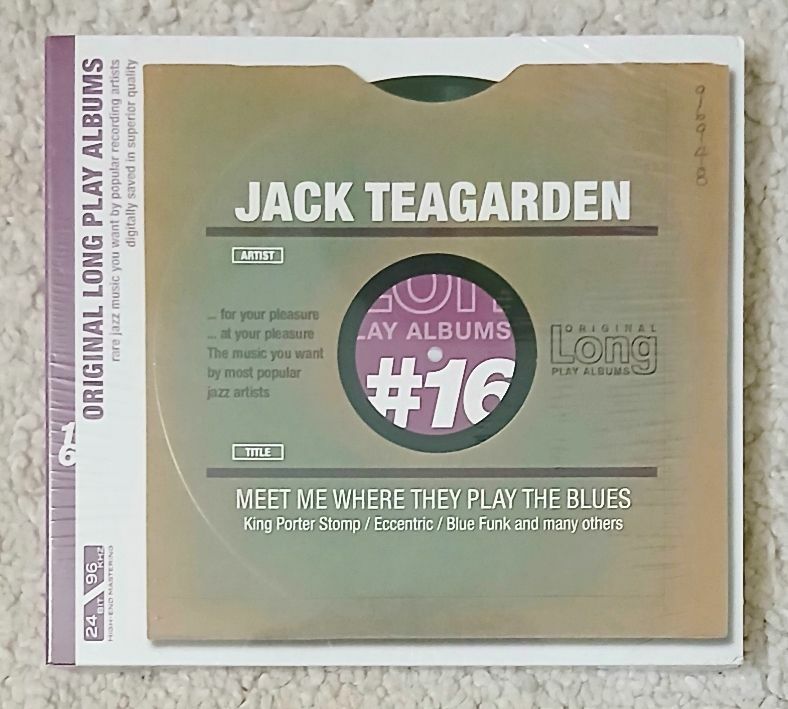 ORIGINAL LONG PLAY ALBUMS
rare jazz music you want by popular recording artists
digitally saved in superior quality
16
24 BIT 96 KHZ
HIGH-END MASTERING
JACK TEAGARDEN
ARTIST
... for your pleasure
... at your pleasure
The music you want
by most popular
jazz artists
LAY ALBUMS
#16
ORIGINAL
Long
PLAY ALBUMS
TITLE
MEET ME WHERE THEY PLAY THE BLUES
King Porter Stomp / Eccentric / Blue Funk and many others